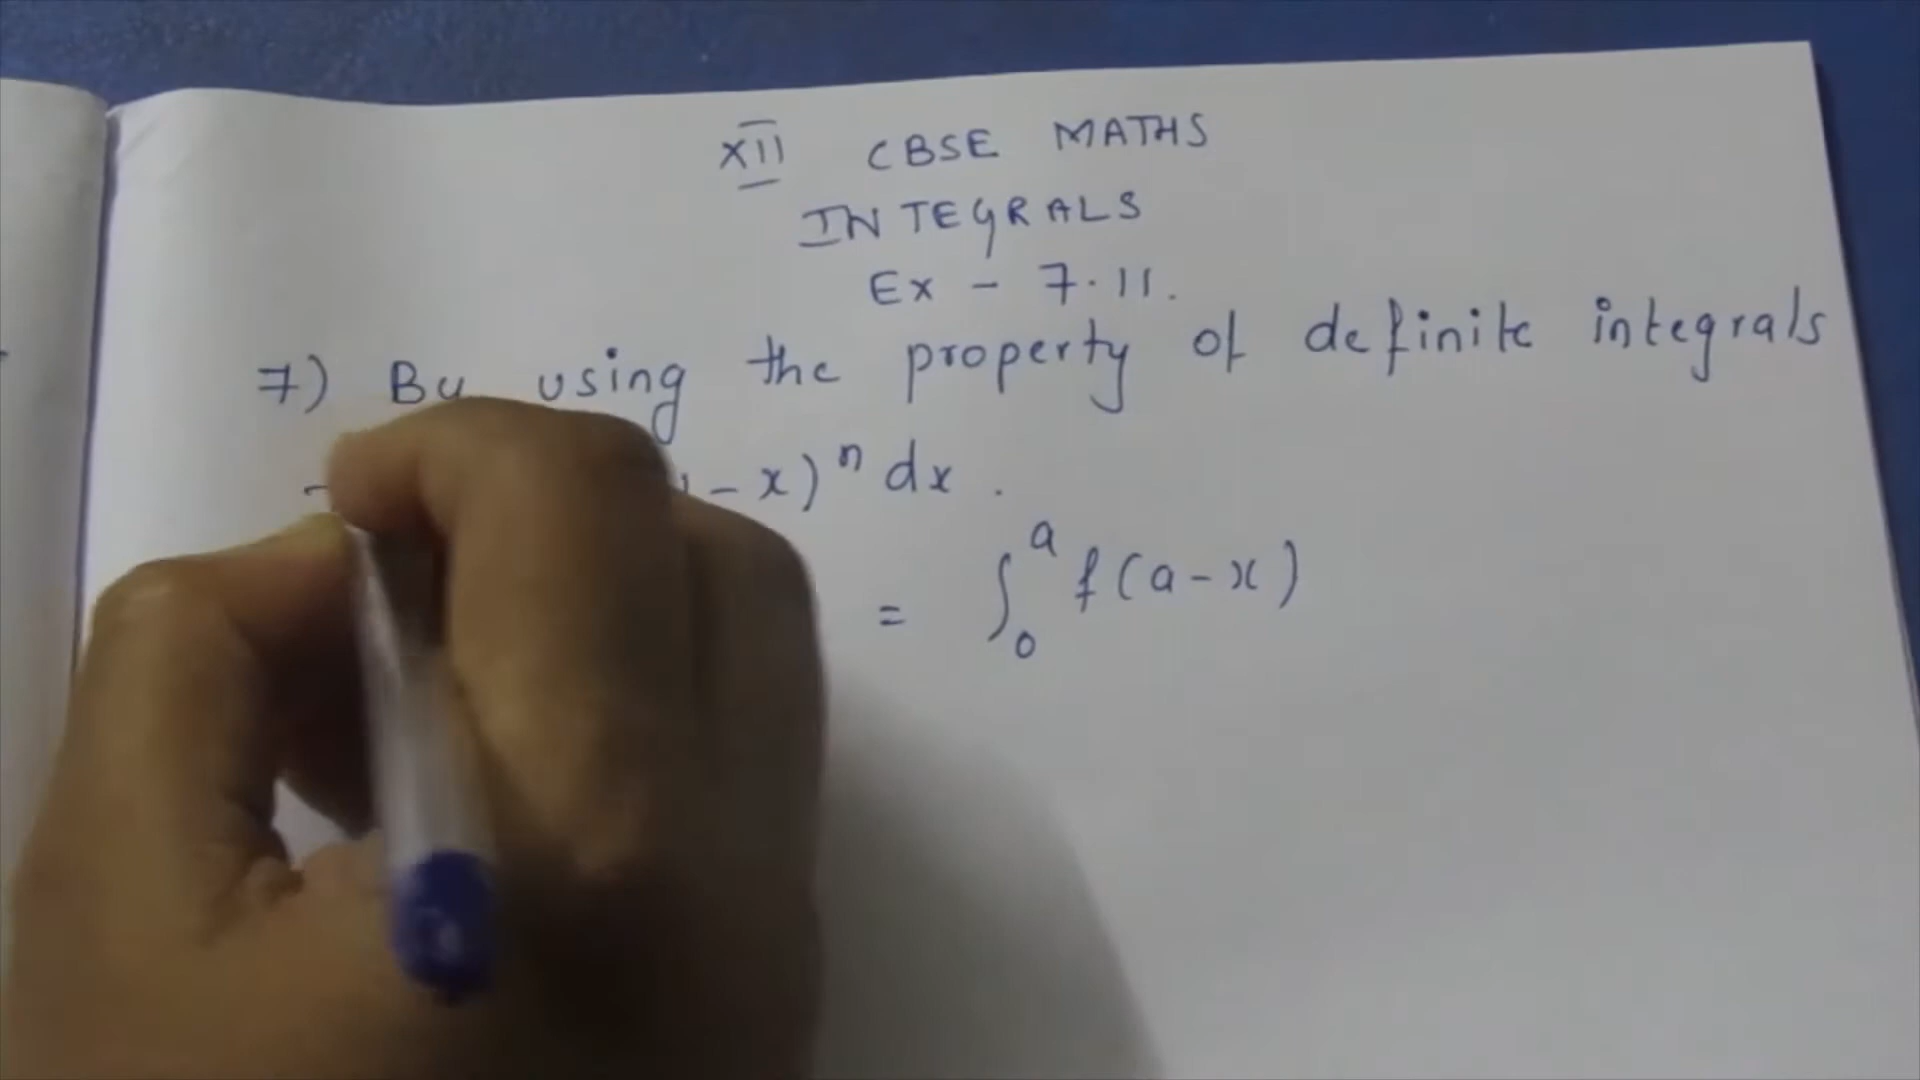 XII CBSE MATHS
INTEGRALS
Ex - 7.11.
7) By using the property of definite integrals
- x)ⁿ dx .
= ∫₀ᵃ f(a-x)